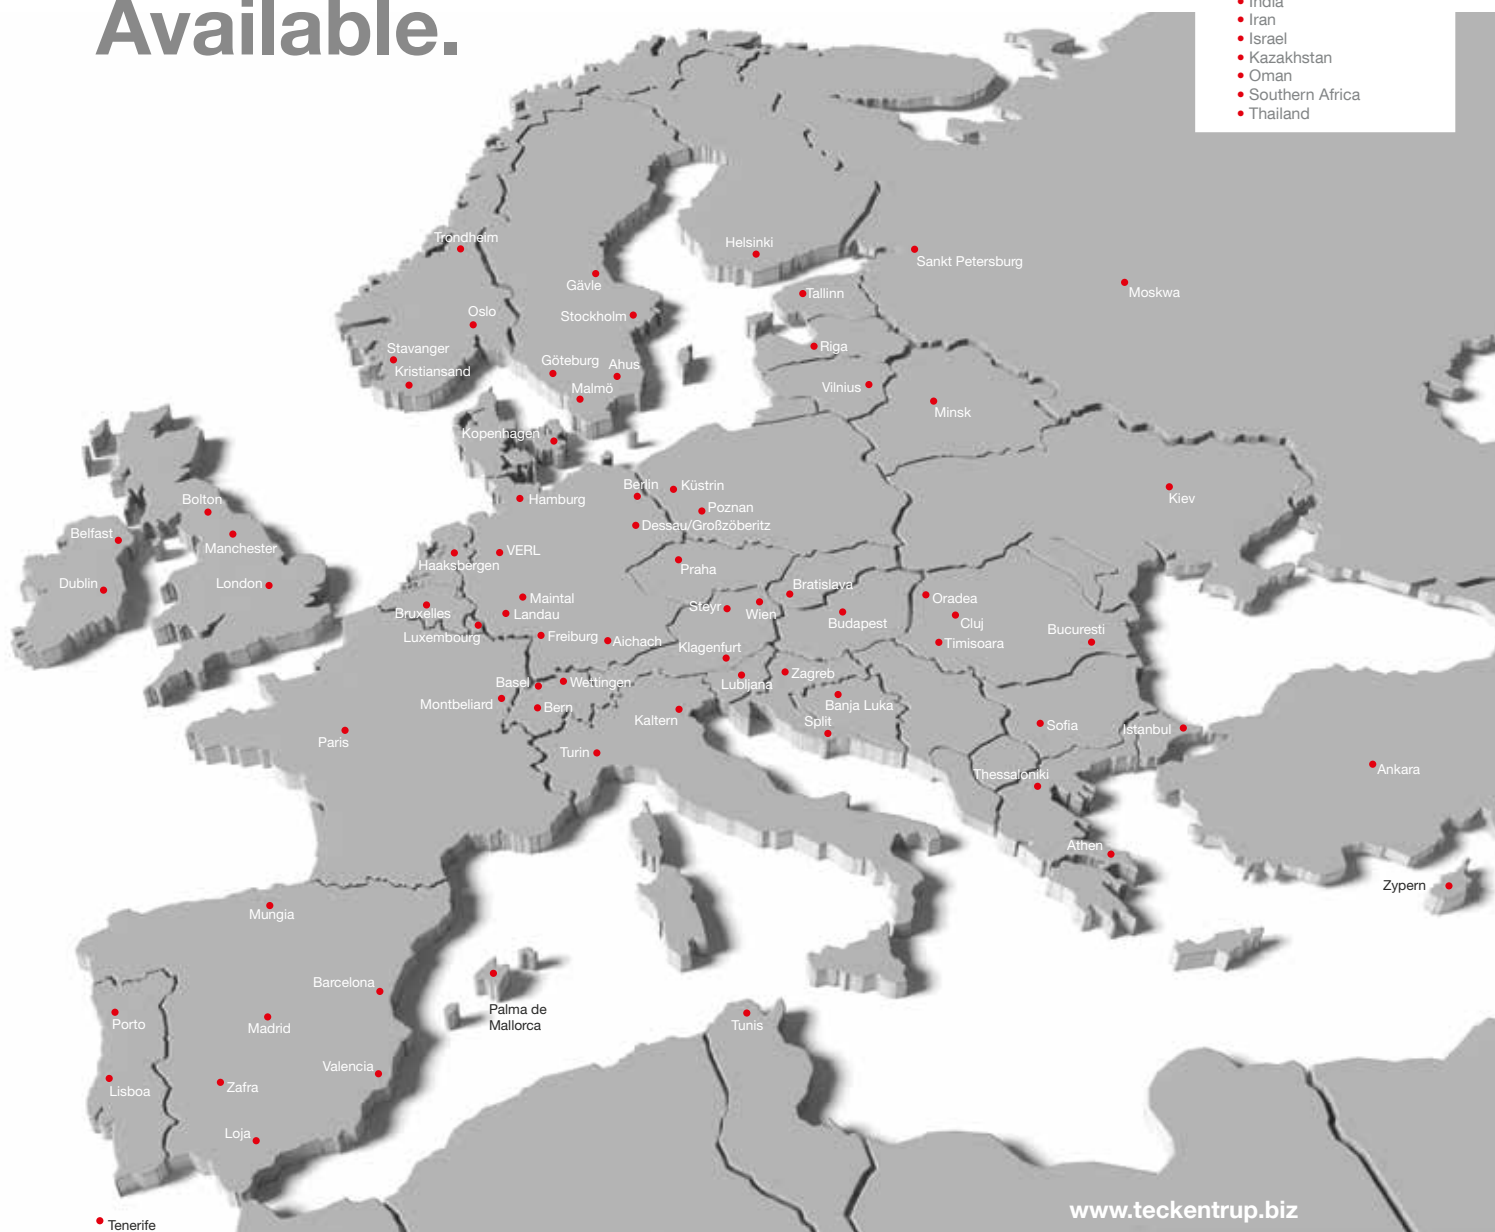 Available.
• India
• Iran
• Israel
• Kazakhstan
• Oman
• Southern Africa
• Thailand
Trondheim
Helsinki
Sankt Petersburg
Gävle
Moskwa
Tallinn
Oslo
Stockholm
Stavanger
Riga
Kristiansand
Göteburg
Ahus
Malmö
Vilnius
Minsk
Kopenhagen
Berlin
Küstrin
Hamburg
Kiev
Bolton
Poznan
Belfast
Dessau/Großzöberitz
Manchester
VERL
Haaksbergen
Praha
Dublin
London
Bratislava
Maintal
Oradea
Steyr
Wien
Bruxelles
Landau
Budapest
Cluj
Luxembourg
Freiburg
Aichach
Bucuresti
Klagenfurt
Timisoara
Basel
Wettingen
Lubljana
Zagreb
Montbeliard
Bern
Banja Luka
Kaltern
Split
Sofia
Istanbul
Paris
Turin
Thessaloniki
Ankara
Athen
Zypern
Mungia
Barcelona
Palma de
Mallorca
Porto
Madrid
Tunis
Valencia
Lisboa
Zafra
Loja
www.teckentrup.biz
Tenerife